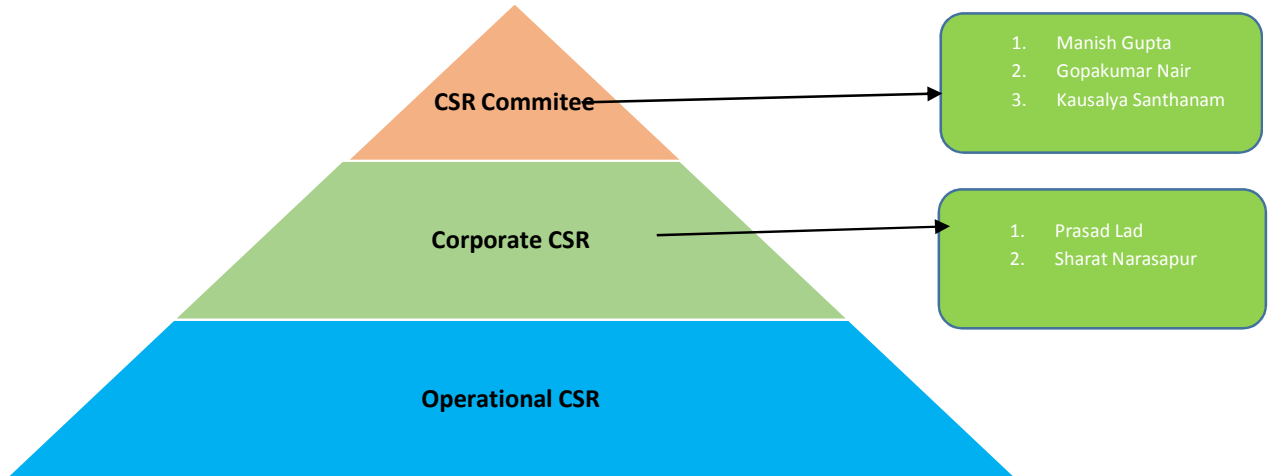 CSR Commitee
1. Manish Gupta
2. Gopakumar Nair
3. Kausalya Santhanam
Corporate CSR
1. Prasad Lad
2. Sharat Narasapur
Operational CSR